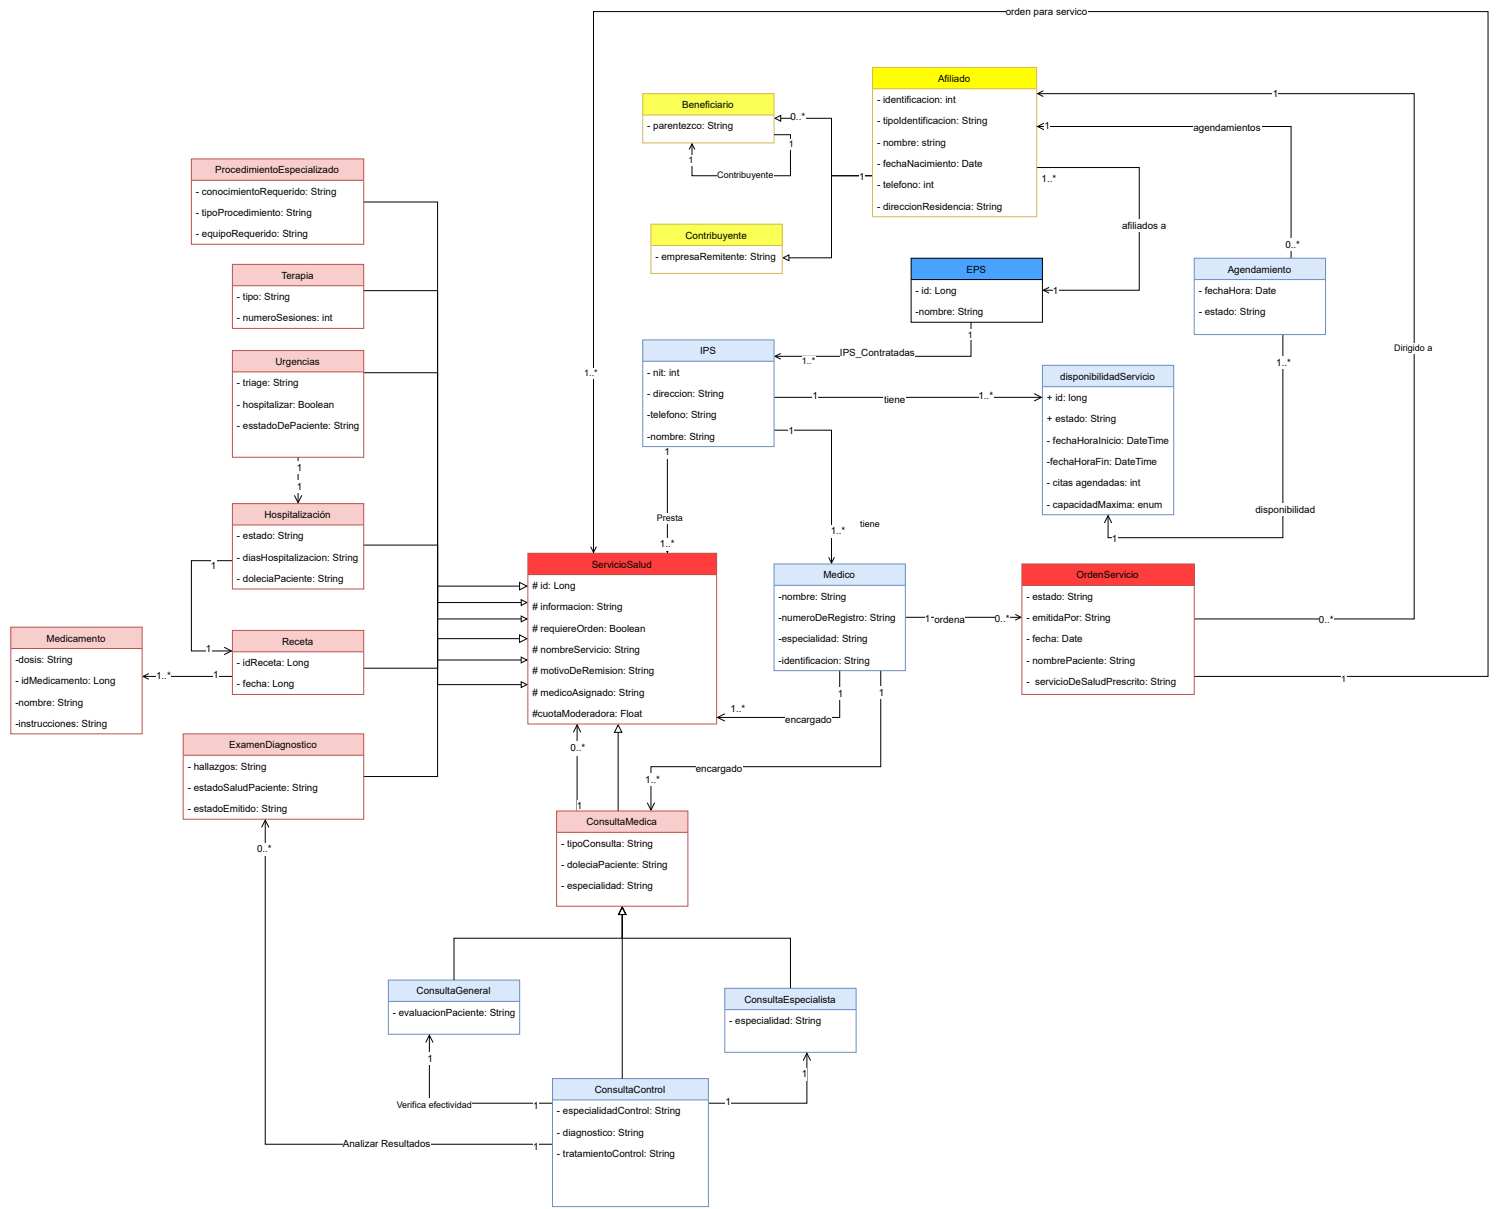 orden para servico
Afiliado
- identificacion: int
- tipoIdentificacion: String
- nombre: string
- fechaNacimiento: Date
- telefono: int
- direccionResidencia: String
Beneficiario
- parentezco: String
0..*
1
1
Contribuyente
1
Contribuyente
- empresaRemitente: String
1
1
agendamientos
1..*
afiliados a
1
0..*
ProcedimientoEspecializado
- conocimientoRequerido: String
- tipoProcedimiento: String
- equipoRequerido: String
Terapia
- tipo: String
- numeroSesiones: int
EPS
- id: Long
-nombre: String
1
Agendamiento
- fechaHora: Date
- estado: String
1..*
Dirigido a
IPS_Contratadas
1..*
IPS
- nit: int
- direccion: String
-telefono: String
-nombre: String
1
tiene
1..*
1
1
1..*
Urgencias
- triage: String
- hospitalizar: Boolean
- esstadoDePaciente: String
1
1
disponibilidadServicio
+ id: long
+ estado: String
- fechaHoraInicio: DateTime
-fechaHoraFin: DateTime
- citas agendadas: int
- capacidadMaxima: enum
disponibilidad
1
Presta
1..*
tiene
1..*
Hospitalización
- estado: String
- diasHospitalizacion: String
- doleciaPaciente: String
1
1
ServicioSalud
# id: Long
# informacion: String
# requiereOrden: Boolean
# nombreServicio: String
# motivoDeRemision: String
# medicoAsignado: String
#cuotaModeradora: Float
Medico
-nombre: String
-numeroDeRegistro: String
-especialidad: String
-identificacion: String
1
ordena
0..*
OrdenServicio
- estado: String
- emitidaPor: String
- fecha: Date
- nombrePaciente: String
- servicioDeSaludPrescrito: String
0..*
1
Medicamento
-dosis: String
- idMedicamento: Long
-nombre: String
-instrucciones: String
1..*
1
Receta
- idReceta: Long
- fecha: Long
1
1
1..*
encargado
encargado
1..*
ExamenDiagnostico
- hallazgos: String
- estadoSaludPaciente: String
- estadoEmitido: String
0..*
0..*
1
ConsultaMedica
- tipoConsulta: String
- doleciaPaciente: String
- especialidad: String
ConsultaGeneral
- evaluacionPaciente: String
ConsultaEspecialista
- especialidad: String
1
1
Verifica efectividad
1
1
Analizar Resultados
1
ConsultaControl
- especialidadControl: String
- diagnostico: String
- tratamientoControl: String